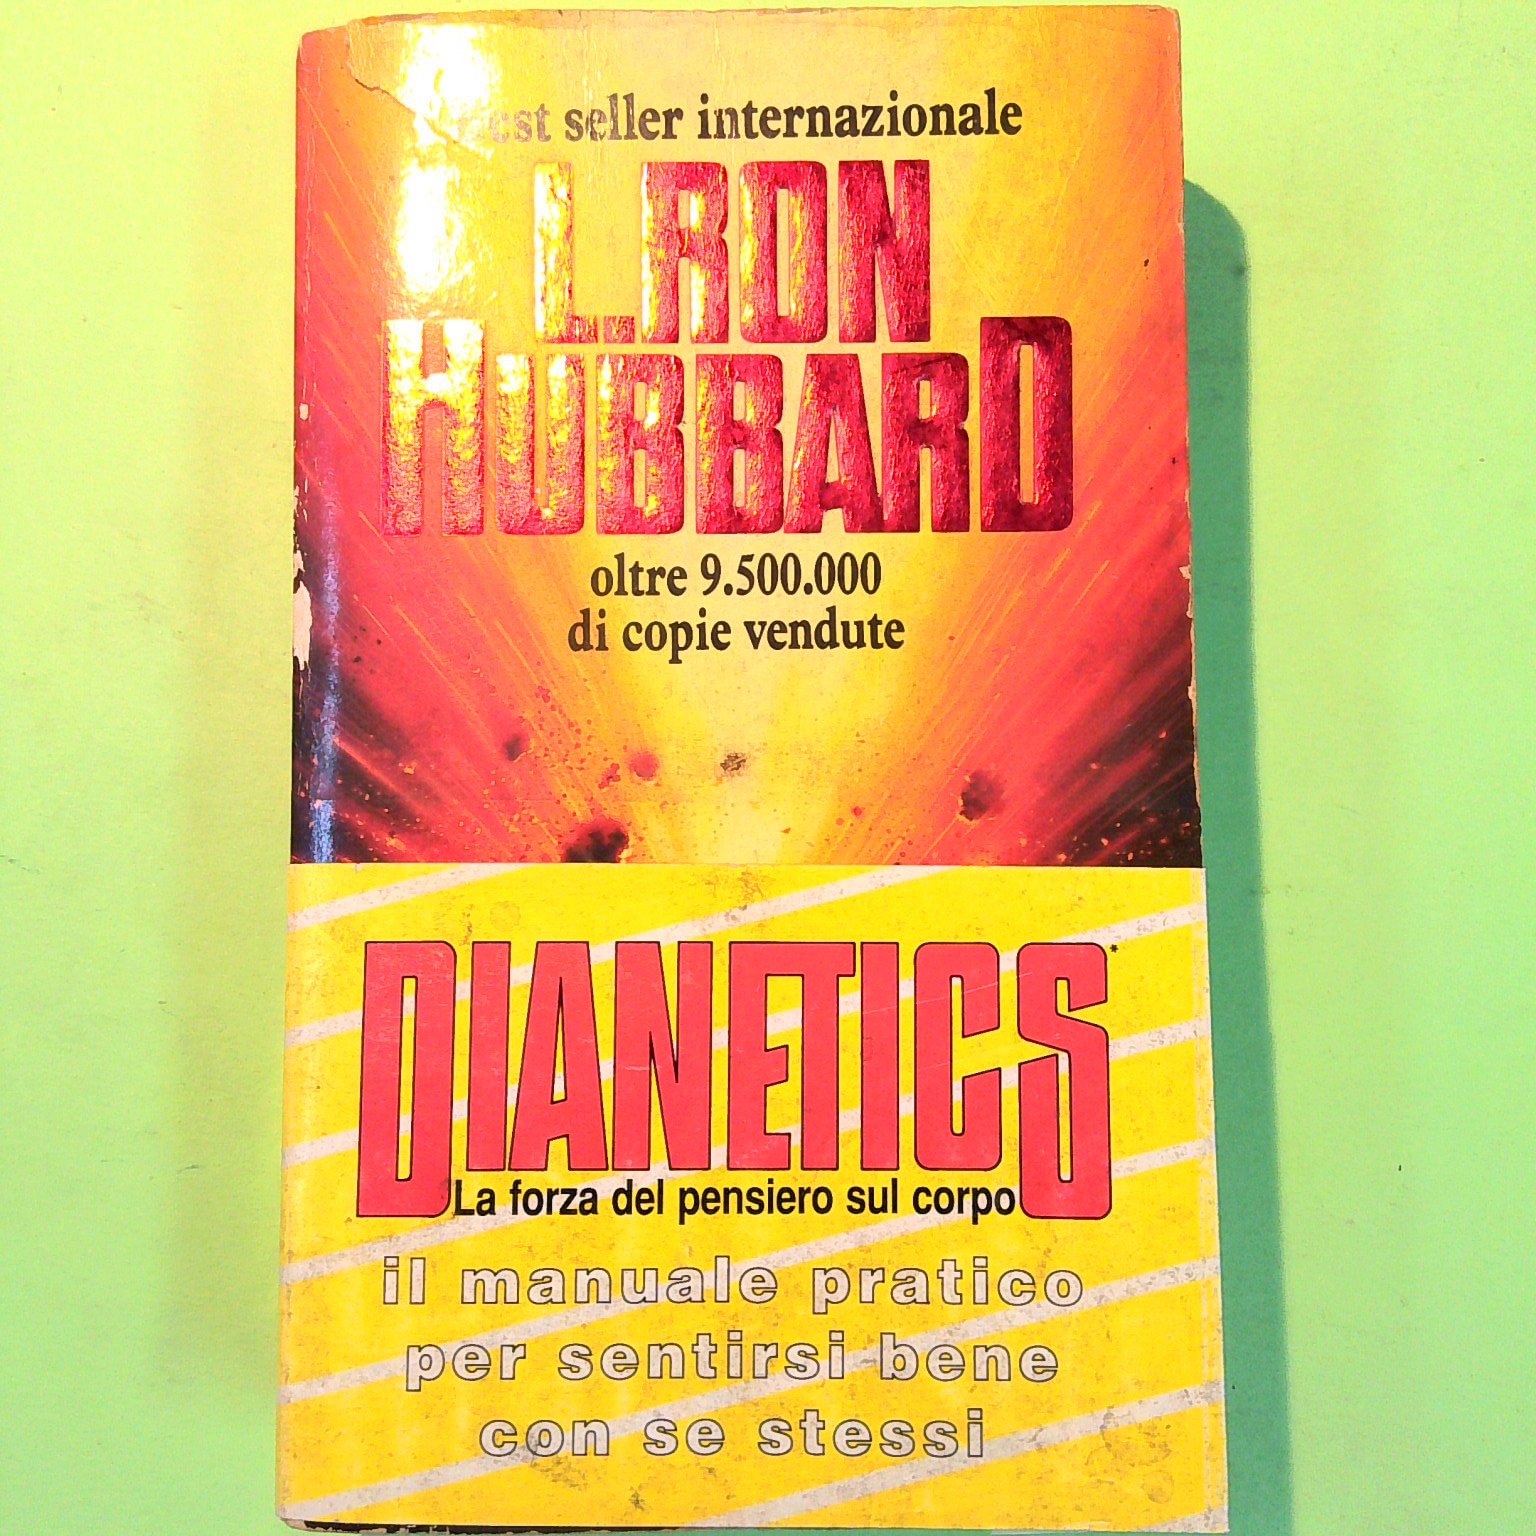 best seller internazionale
L. RON
HUBBARD
oltre 9.500.000
di copie vendute
DIANETICS*
La forza del pensiero sul corpo
il manuale pratico
per sentirsi bene
con se stessi